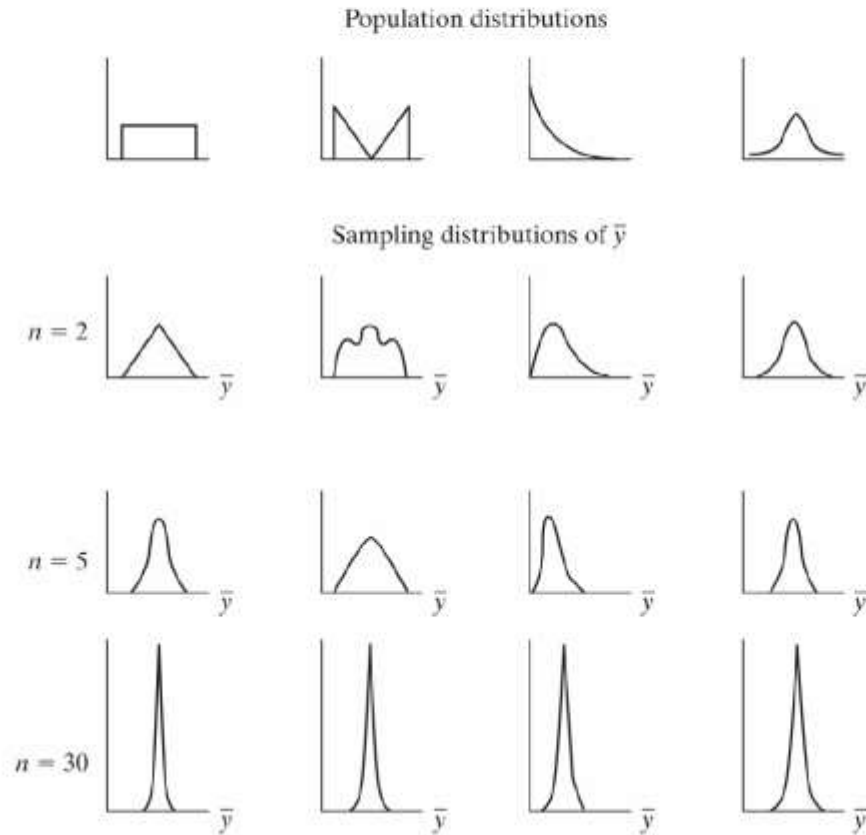 Population distributions
Sampling distributions of ȳ
n = 2
ȳ ȳ ȳ ȳ
n = 5
ȳ ȳ ȳ ȳ
n = 30
ȳ ȳ ȳ ȳ